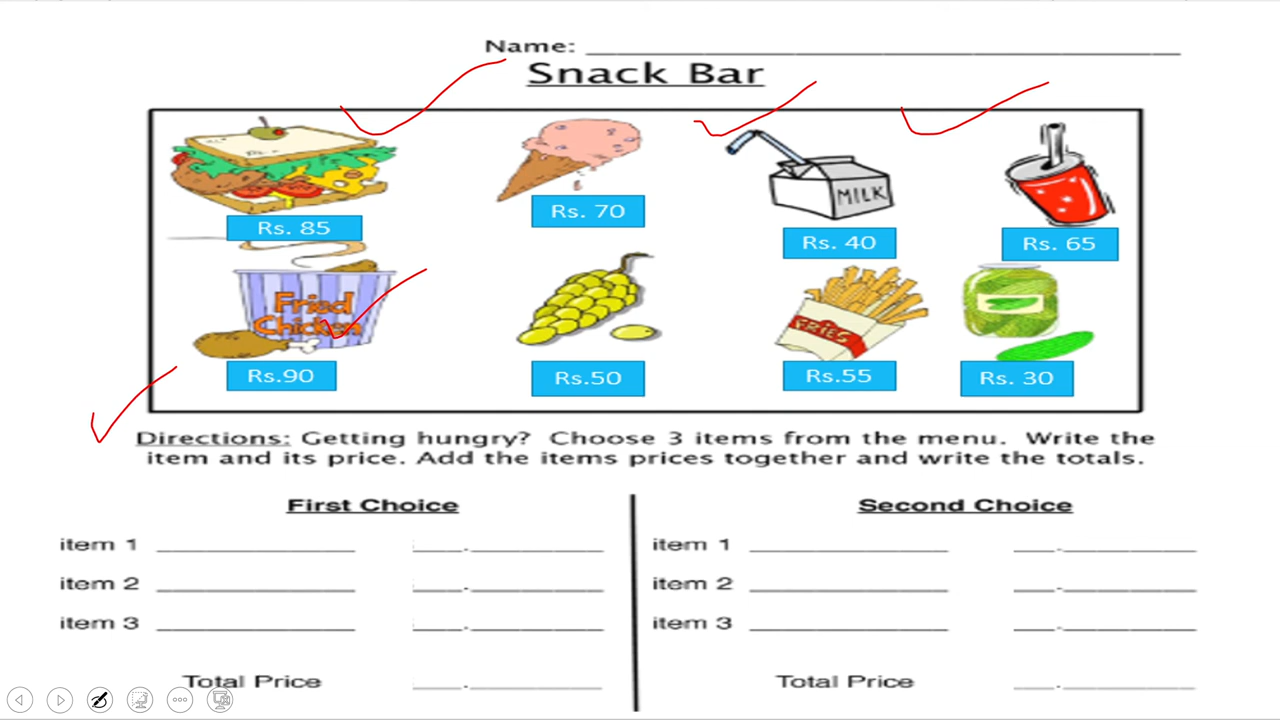 Name:
Snack Bar
MILK
Rs. 85
Rs. 70
Rs. 40
Rs. 65
Fried
Chicken
FRIES
Rs.90
Rs.50
Rs.55
Rs. 30
Directions: Getting hungry? Choose 3 items from the menu. Write the
item and its price. Add the items prices together and write the totals.
First Choice
Second Choice
item 1
item 1
item 2
item 2
item 3
item 3
Total Price
Total Price